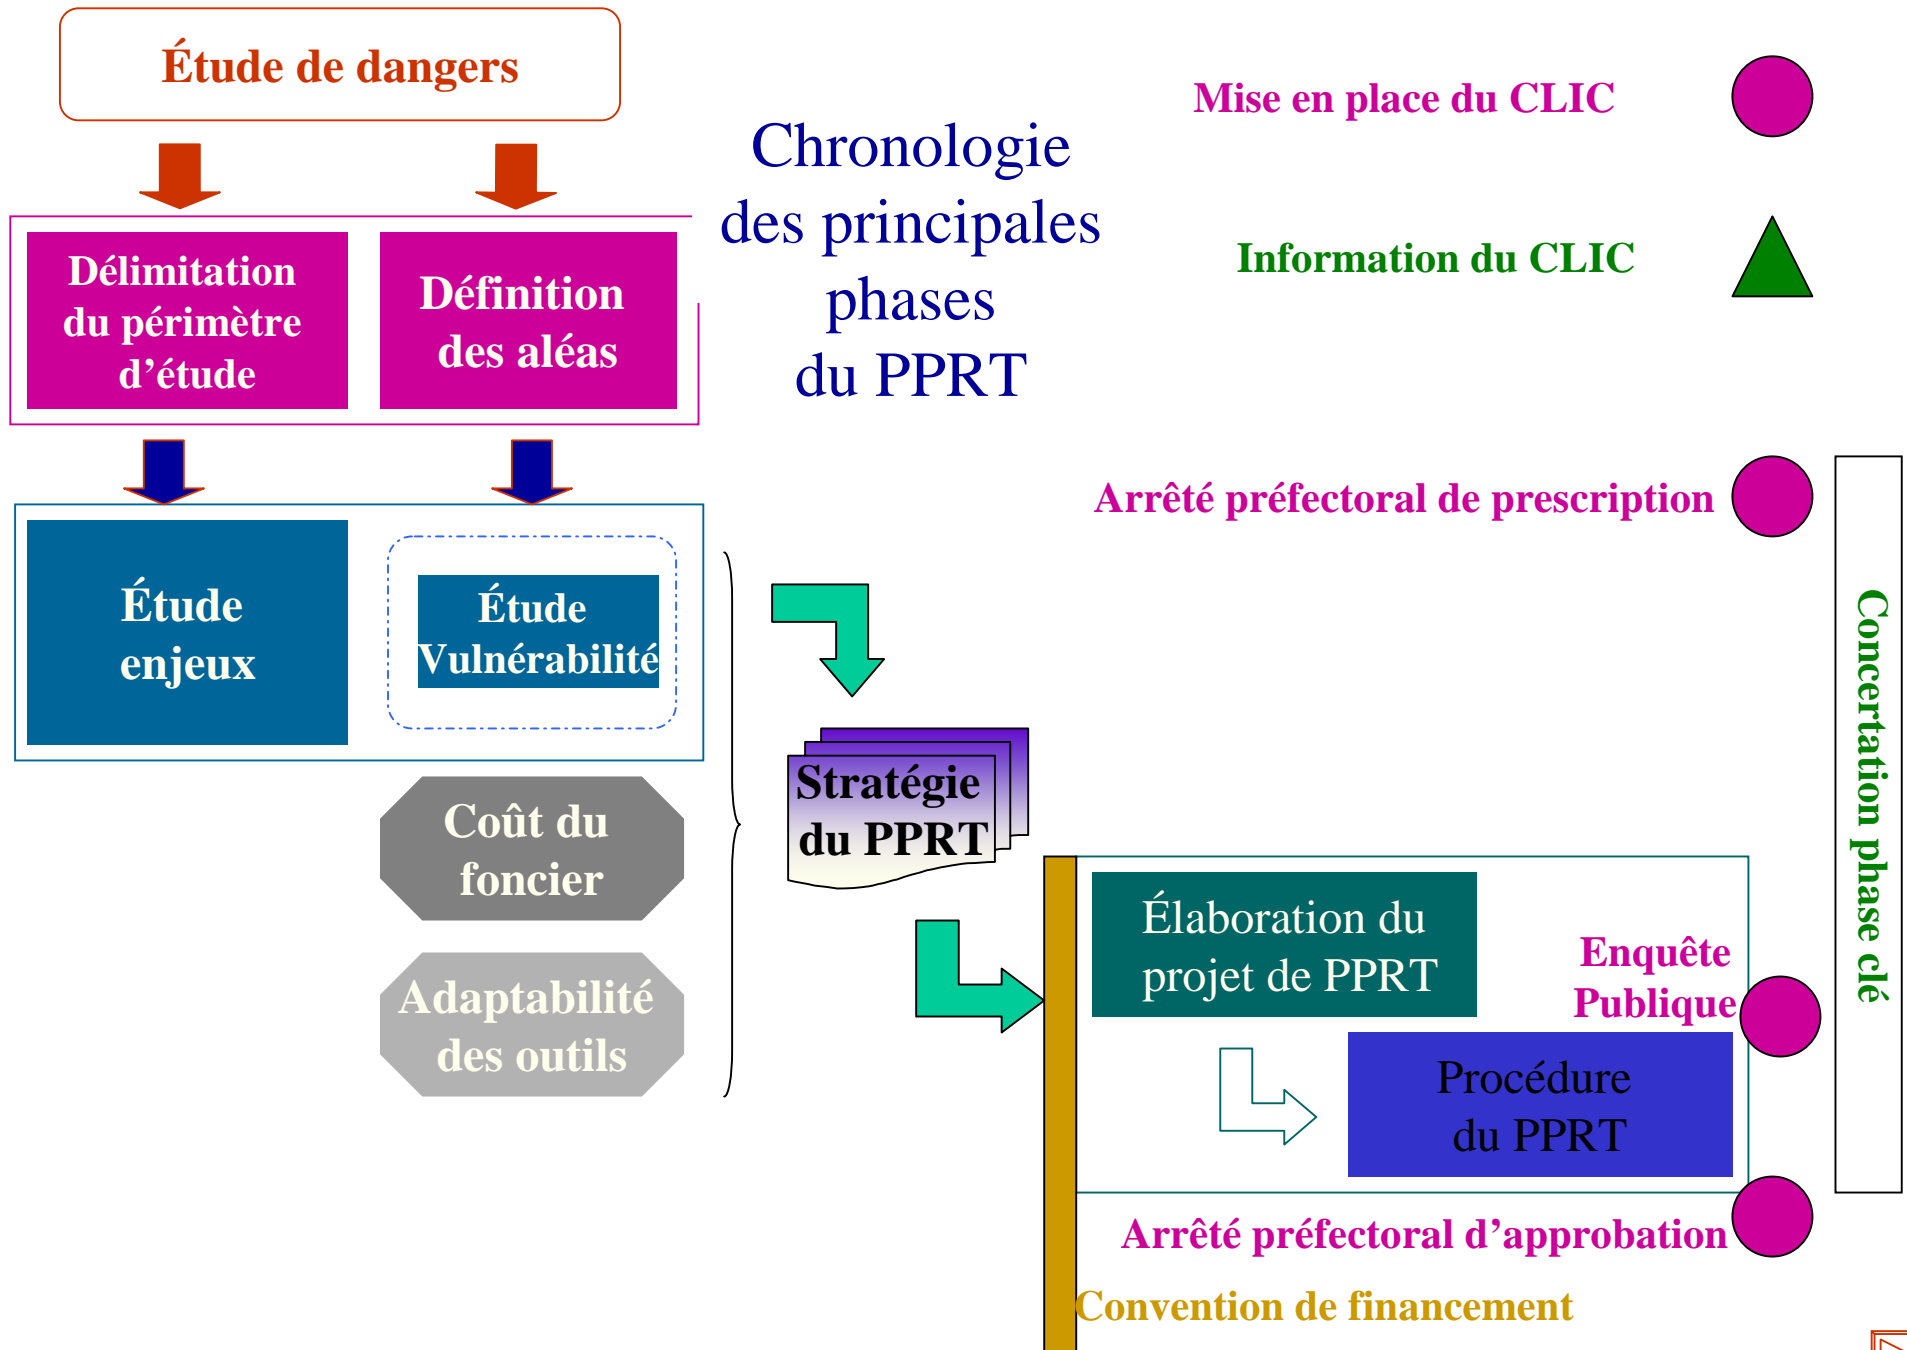 Étude de dangers
Chronologie
des principales
phases
du PPRT
Mise en place du CLIC
Information du CLIC
Délimitation
du périmètre
d’étude
Définition
des aléas
Arrêté préfectoral de prescription
Étude
enjeux
Étude
Vulnérabilité
Coût du
foncier
Adaptabilité
des outils
Stratégie
du PPRT
Élaboration du
projet de PPRT
Enquête
Publique
Procédure
du PPRT
Concertation phase clé
Arrêté préfectoral d’approbation
Convention de financement